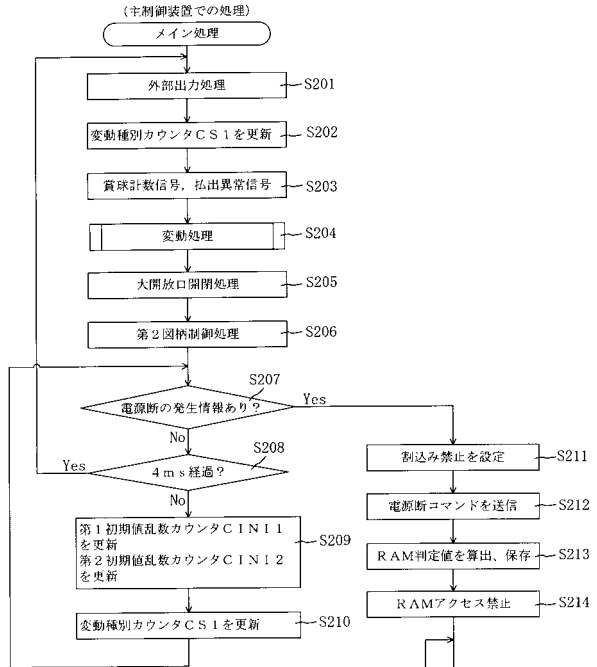 (主制御装置での処理)
メイン処理
外部出力処理
S201
変動種別カウンタCS1を更新
S202
賞球計数信号,払出異常信号
S203
変動処理
S204
大開放口開閉処理
S205
第2図柄制御処理
S206
S207
電源断の発生情報あり?
Yes
No
S208
Yes
4ms経過?
No
第1初期値乱数カウンタCINI1
を更新
第2初期値乱数カウンタCINI2
を更新
S209
変動種別カウンタCS1を更新
S210
割込み禁止を設定
S211
電源断コマンドを送信
S212
RAM判定値を算出、保存
S213
RAMアクセス禁止
S214